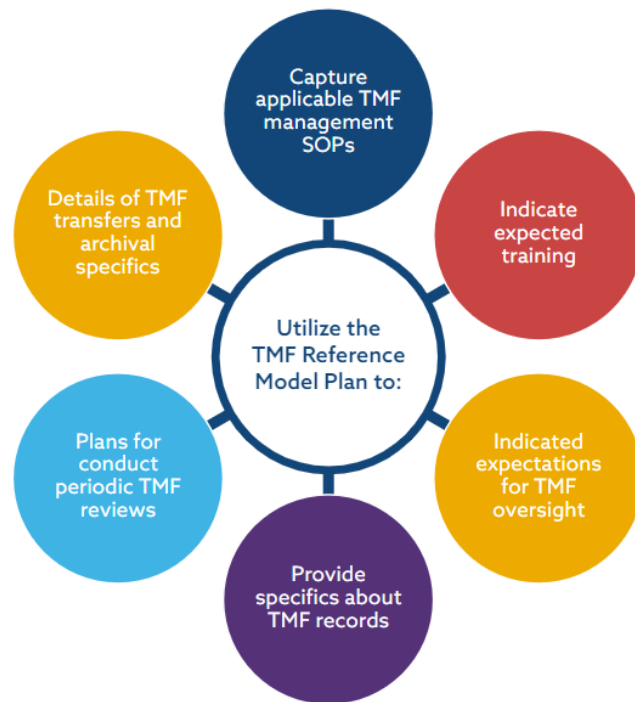 Capture
applicable TMF
management
SOPs
Indicate
expected
training
Indicated
expectations
for TMF
oversight
Provide
specifics about
TMF records
Plans for
conduct
periodic TMF
reviews
Details of TMF
transfers and
archival
specifics
Utilize the
TMF Reference
Model Plan to: